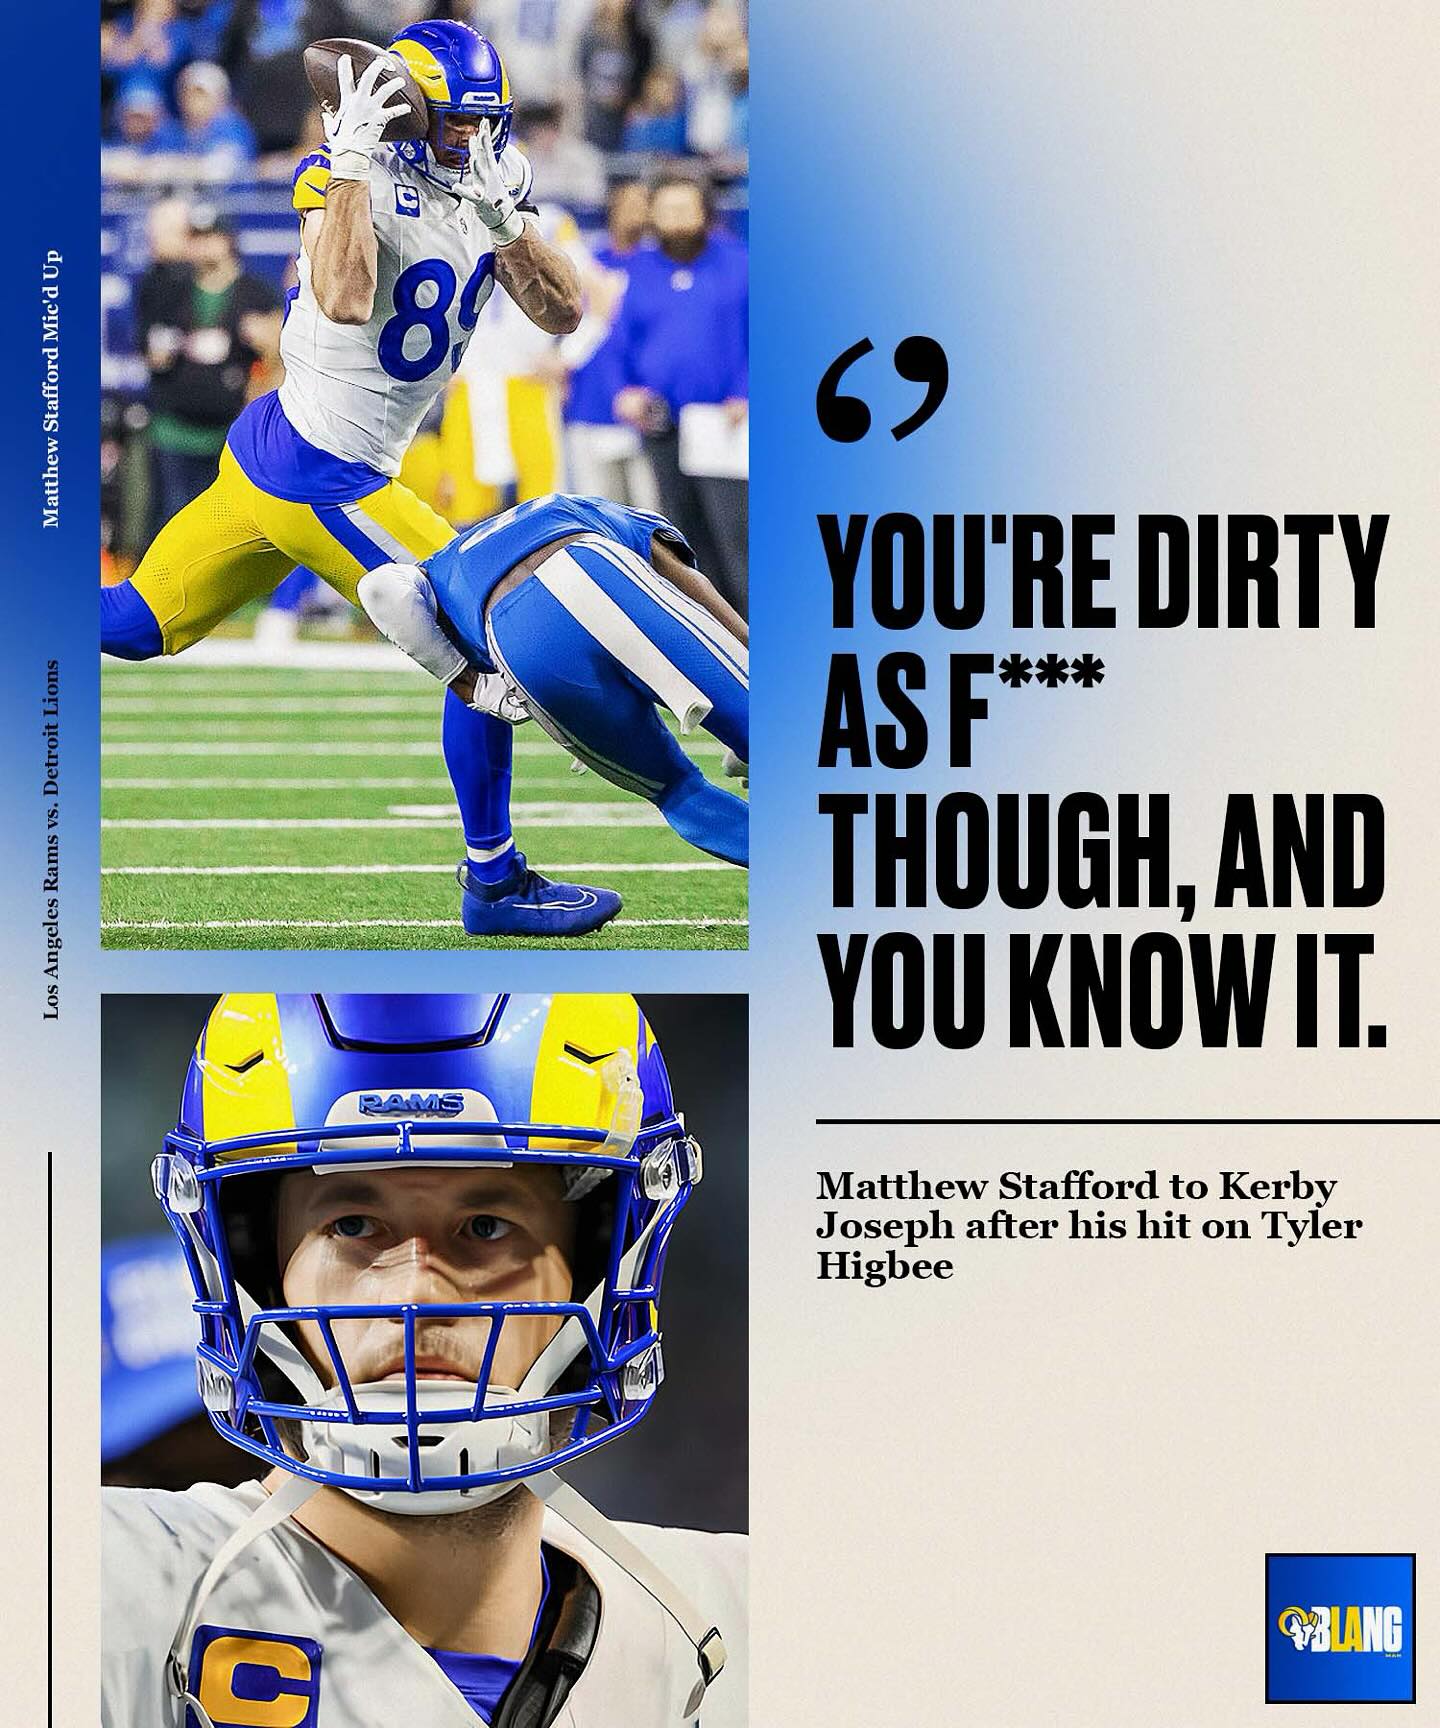 Matthew Stafford Mic'd Up
Los Angeles Rams vs. Detroit Lions
C
89
RAMS
C
YOU'RE DIRTY
AS F***
THOUGH, AND
YOU KNOW IT.
Matthew Stafford to Kerby
Joseph after his hit on Tyler
Higbee
BLANG